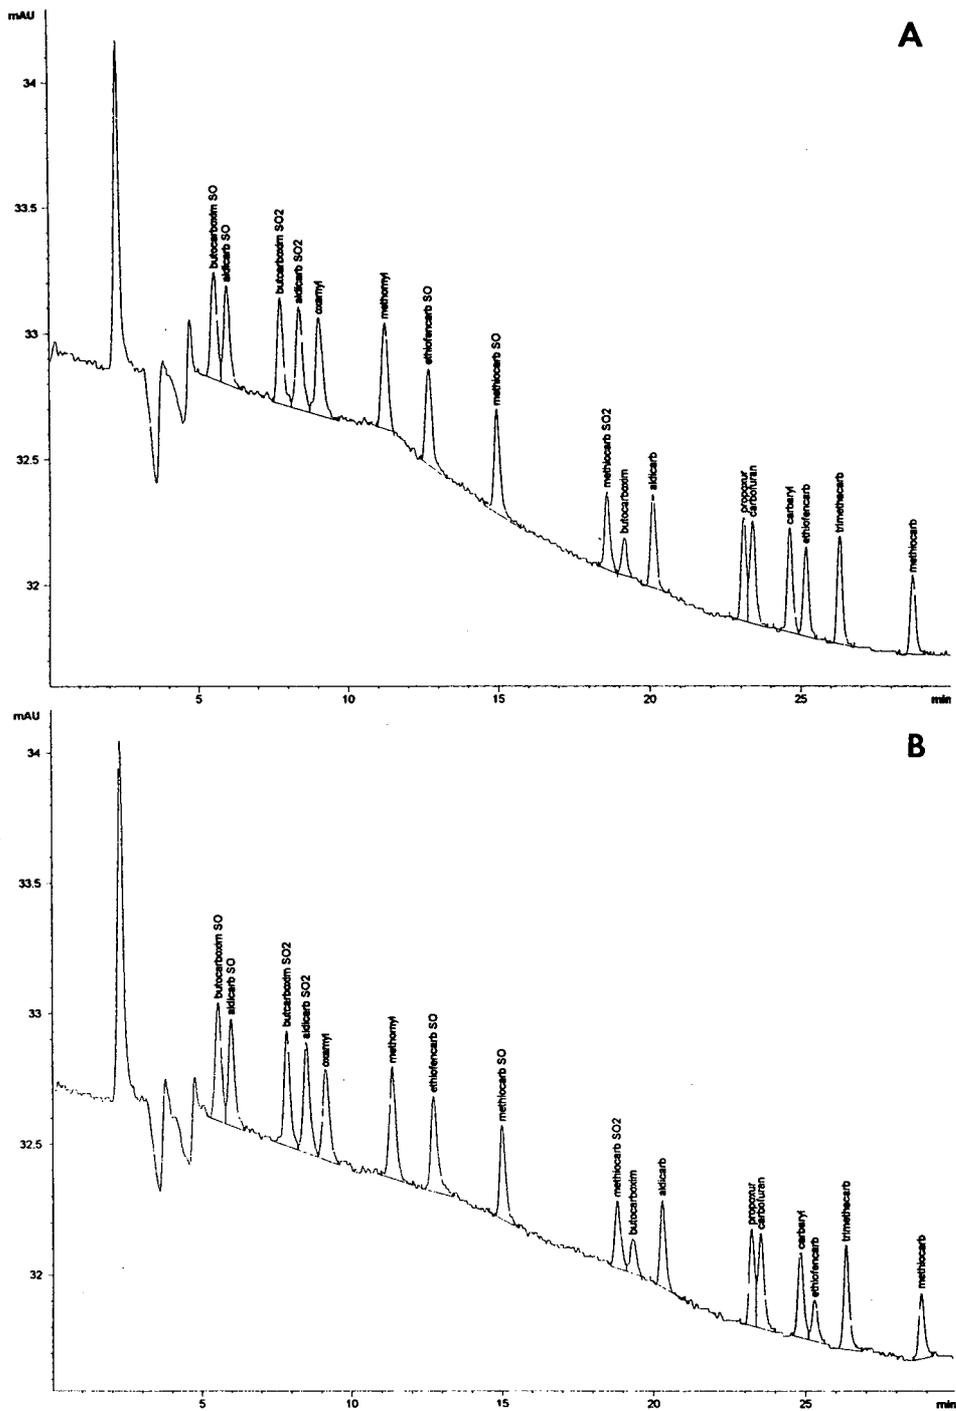 mAU
A
34
33.5
33
32.5
32
butocarboxim SO
aldicarb SO
butcarboxim SO2
aldicarb SO2
oxamyl
methomyl
ethiofencarb SO
methiocarb SO
methiocarb SO2
butocarboxim
aldicarb
propoxur
carbofuran
carbaryl
ethiofencarb
trimethacarb
methiocarb
5 10 15 20 25 min
mAU
B
34
33.5
33
32.5
32
butocarboxim SO
aldicarb SO
butcarboxim SO2
aldicarb SO2
oxamyl
methomyl
ethiofencarb SO
methiocarb SO
methiocarb SO2
butocarboxim
aldicarb
propoxur
carbofuran
carbaryl
ethiofencarb
trimethacarb
methiocarb
5 10 15 20 25 min